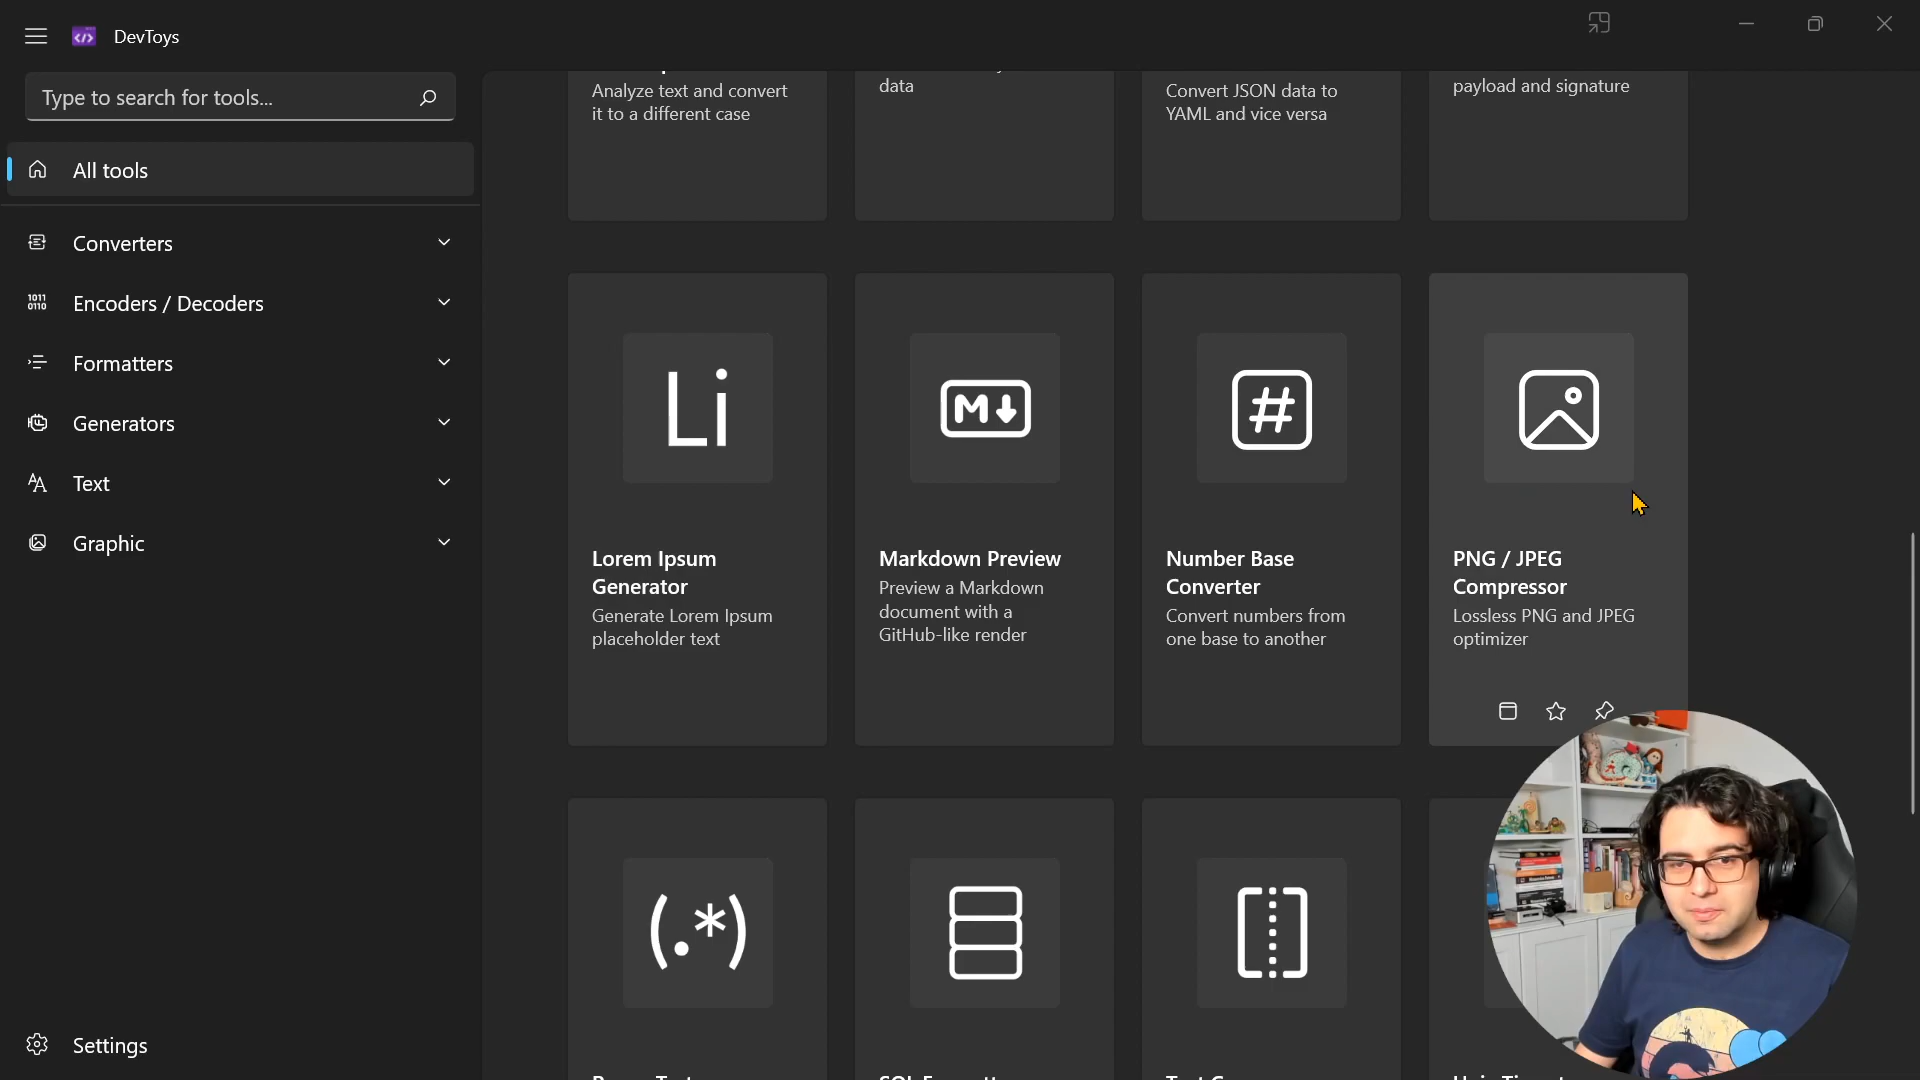 DevToys
Type to search for tools...
All tools
Converters
Encoders / Decoders
Formatters
Generators
Text
Graphic
Settings
Analyze text and convert
it to a different case
data
Convert JSON data to
YAML and vice versa
payload and signature
Li
Lorem Ipsum
Generator
Generate Lorem Ipsum
placeholder text
M
Markdown Preview
Preview a Markdown
document with a
GitHub-like render
#
Number Base
Converter
Convert numbers from
one base to another
PNG / JPEG
Compressor
Lossless PNG and JPEG
optimizer
(.*)